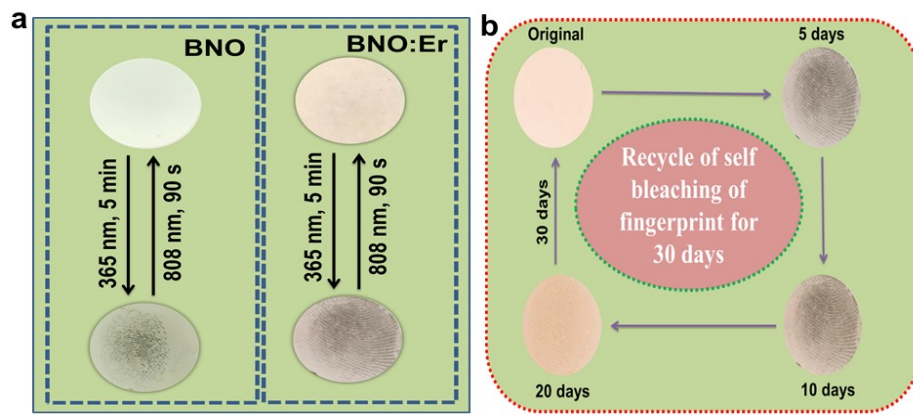 a
BNO
BNO:Er
365 nm, 5 min
808 nm, 90 s
365 nm, 5 min
808 nm, 90 s
b
Original
5 days
Recycle of self
bleaching of
fingerprint for
30 days
30 days
20 days
10 days